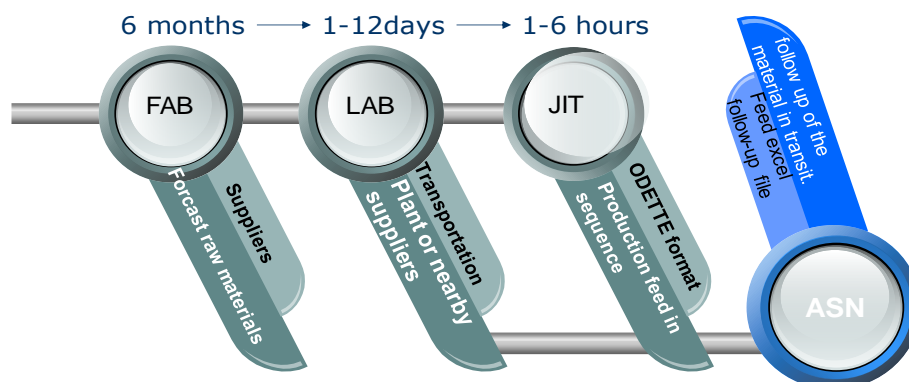 6 months
1-12days
1-6 hours
FAB
LAB
JIT
Forcast raw materials
Suppliers
Plant or nearby
suppliers
Transportation
Production feed in
sequence
ODETTE format
follow up of the
material in transit.
Feed excel
follow-up file
ASN